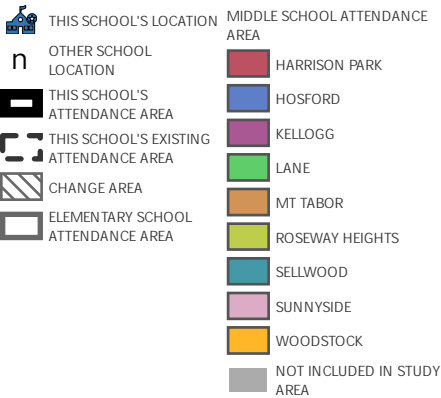 THIS SCHOOL'S LOCATION
n
OTHER SCHOOL
LOCATION
THIS SCHOOL'S
ATTENDANCE AREA
THIS SCHOOL'S EXISTING
ATTENDANCE AREA
CHANGE AREA
ELEMENTARY SCHOOL
ATTENDANCE AREA
MIDDLE SCHOOL ATTENDANCE
AREA
HARRISON PARK
HOSFORD
KELLOGG
LANE
MT TABOR
ROSEWAY HEIGHTS
SELLWOOD
SUNNYSIDE
WOODSTOCK
NOT INCLUDED IN STUDY
AREA